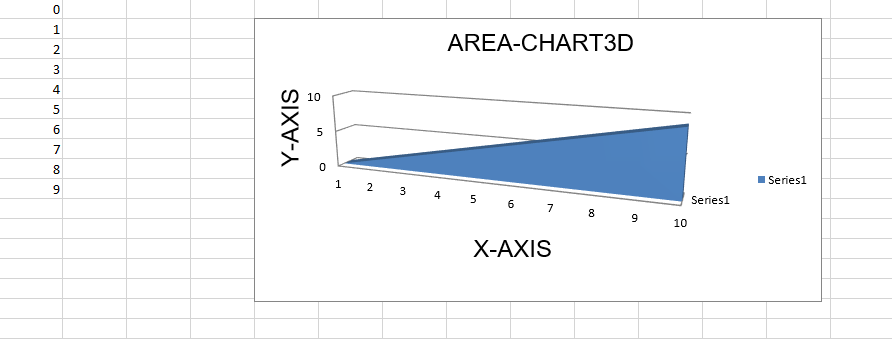 0
1
2
3
4
5
6
7
8
9
AREA-CHART3D
Y-AXIS
10
5
0
1 2 3 4 5 6 7 8 9 10
Series1
X-AXIS
Series1